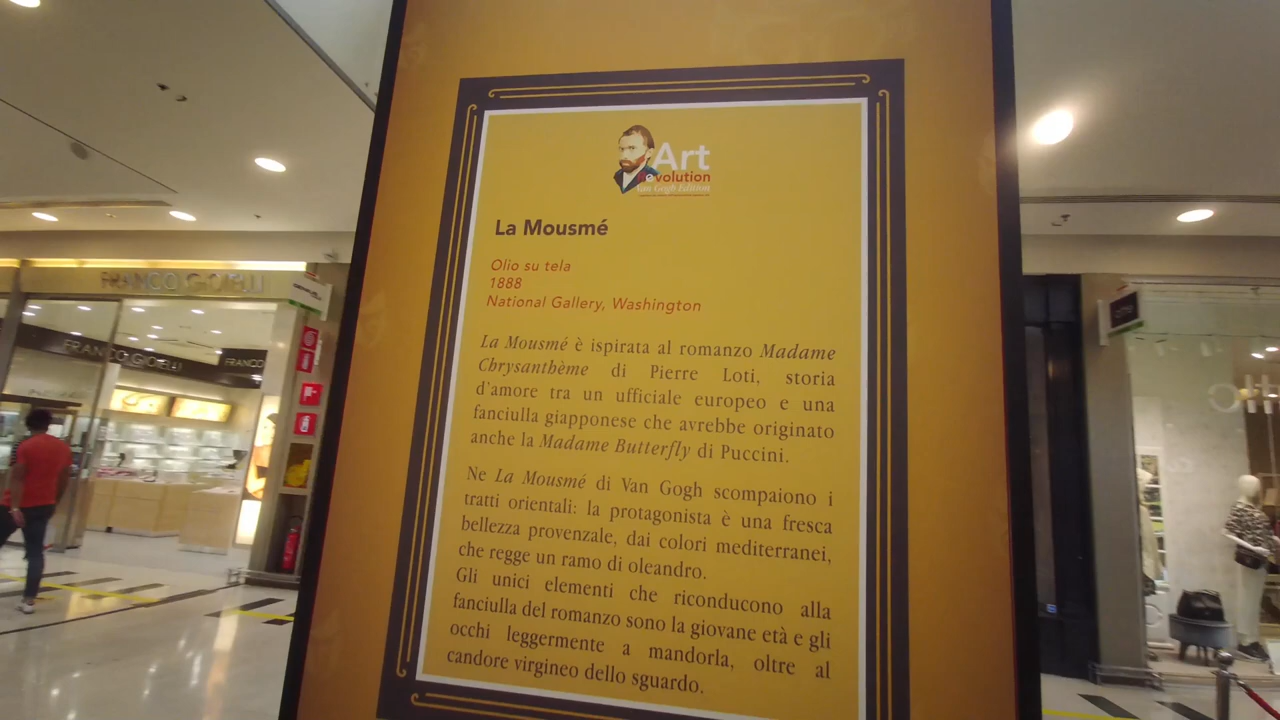 Art
Revolution
Van Gogh Edition
La Mousmé
Olio su tela
1888
National Gallery, Washington
La Mousmé è ispirata al romanzo Madame
Chrysanthème di Pierre Loti, storia
d'amore tra un ufficiale europeo e una
fanciulla giapponese che avrebbe originato
anche la Madame Butterfly di Puccini.
Ne La Mousmé di Van Gogh scompaiono i
tratti orientali: la protagonista è una fresca
bellezza provenzale, dai colori mediterranei,
che regge un ramo di oleandro.
Gli unici elementi che riconducono alla
fanciulla del romanzo sono la giovane età e gli
occhi leggermente a mandorla, oltre al
candore virgineo dello sguardo.
FRANCO GIOIELLI
FRANCO GIOIELLI
FRANCO